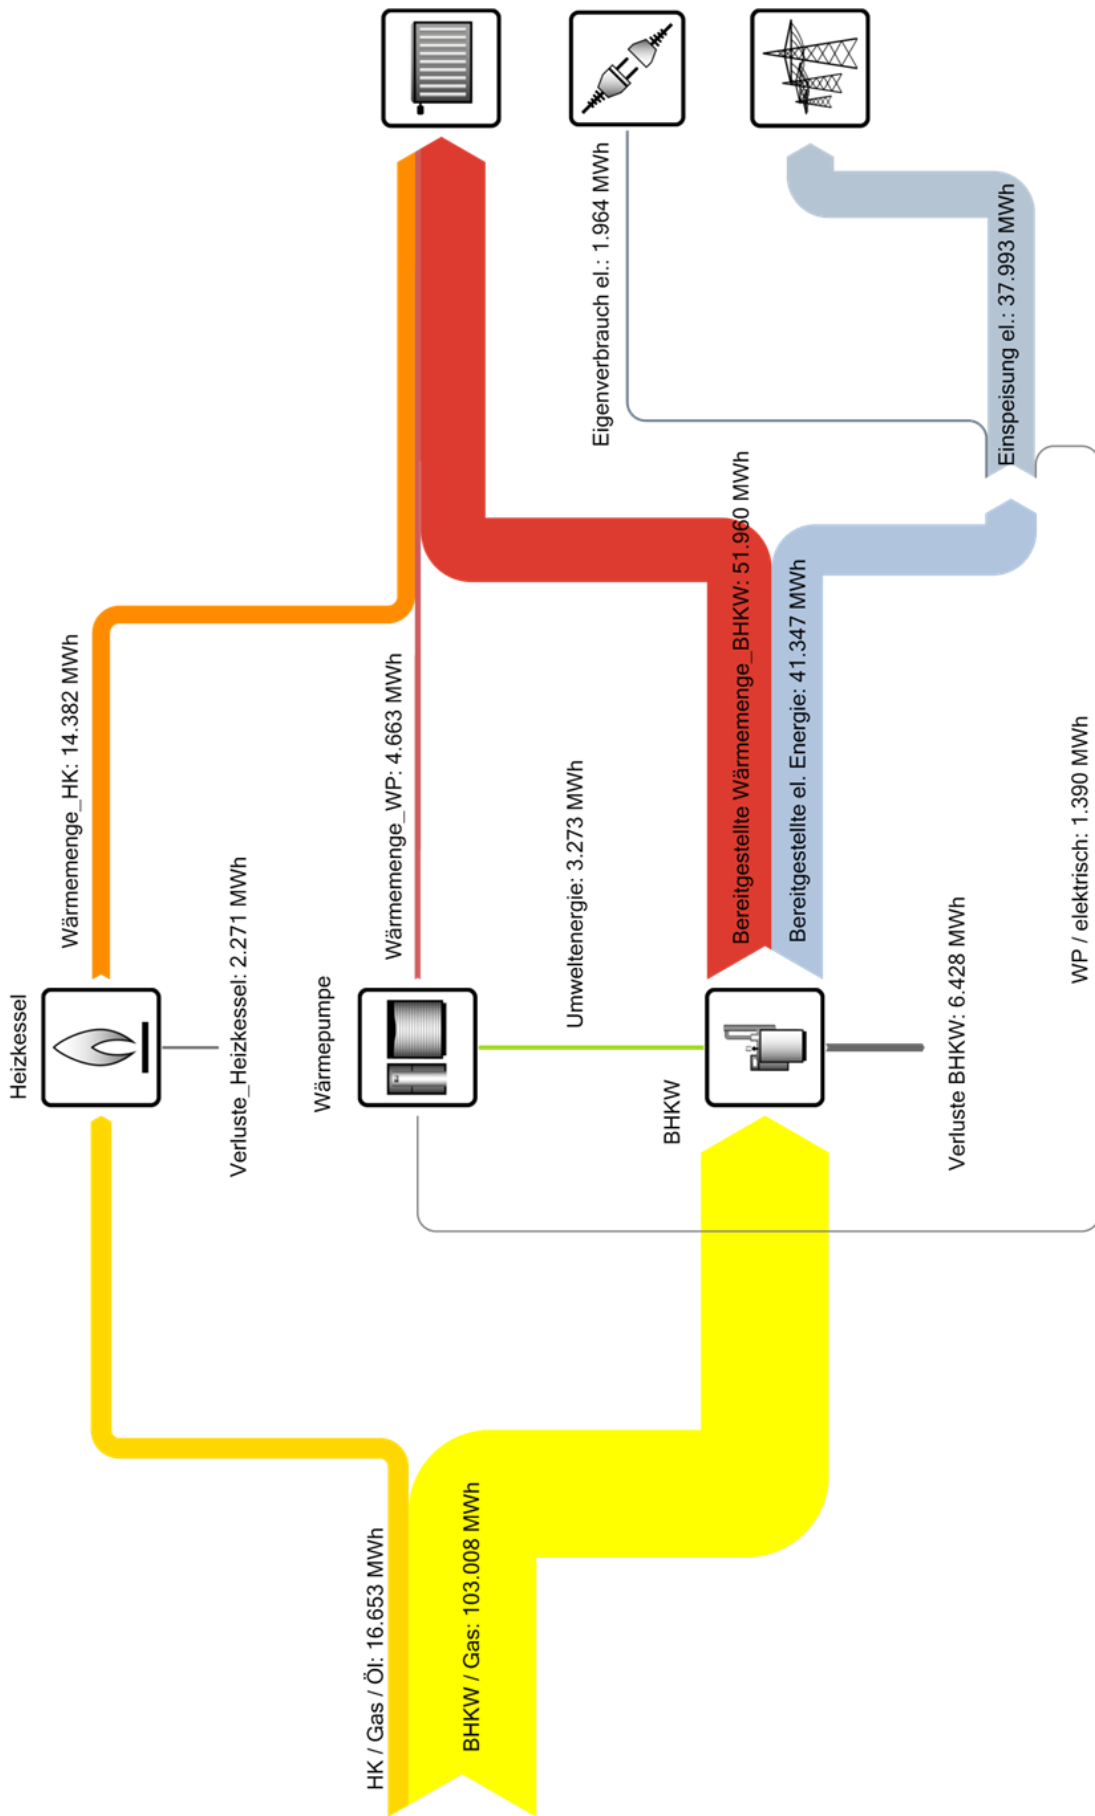 HK / Gas / Öl: 16.653 MWh
BHKW / Gas: 103.008 MWh
Heizkessel
Verluste_Heizkessel: 2.271 MWh
Wärmemenge_HK: 14.382 MWh
Wärmepumpe
Wärmemenge_WP: 4.663 MWh
Umweltenergie: 3.273 MWh
BHKW
Bereitgestellte Wärmemenge_BHKW: 51.960 MWh
Bereitgestellte el. Energie: 41.347 MWh
Verluste BHKW: 6.428 MWh
WP / elektrisch: 1.390 MWh
Eigenverbrauch el.: 1.964 MWh
Einspeisung el.: 37.993 MWh